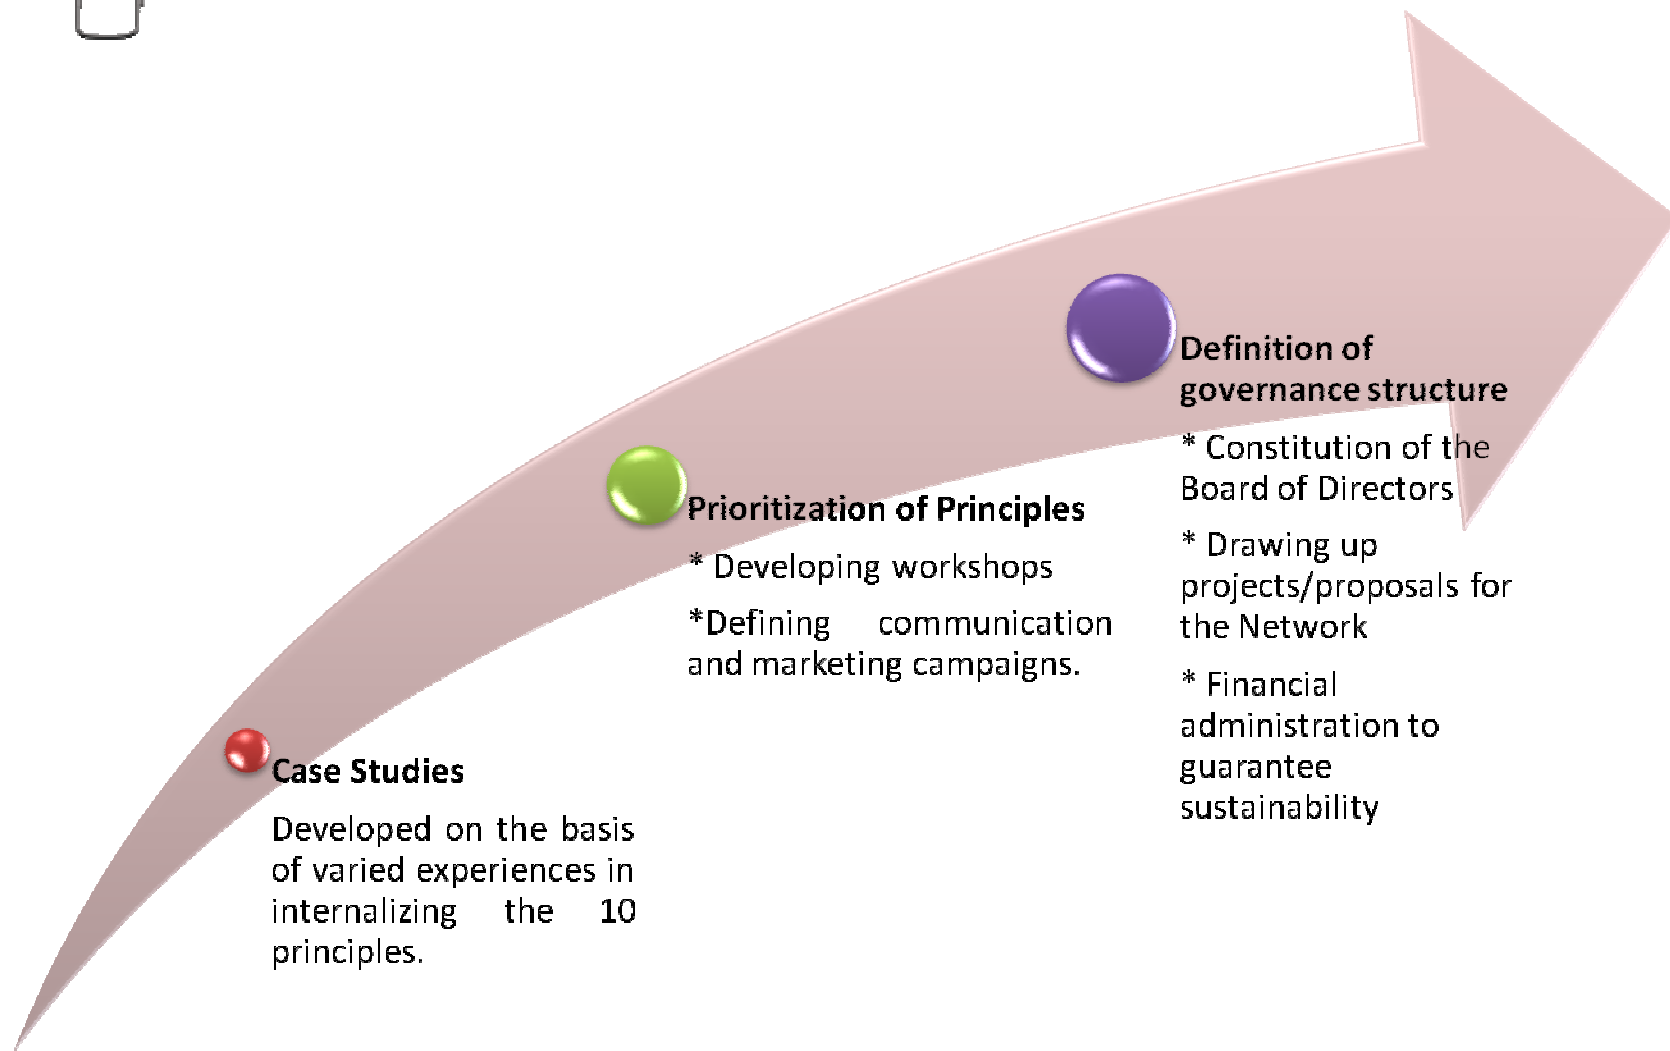 Case Studies
Developed on the basis
of varied experiences in
internalizing the 10
principles.
Prioritization of Principles
* Developing workshops
*Defining communication
and marketing campaigns.
Definition of
governance structure
* Constitution of the
Board of Directors
* Drawing up
projects/proposals for
the Network
* Financial
administration to
guarantee
sustainability